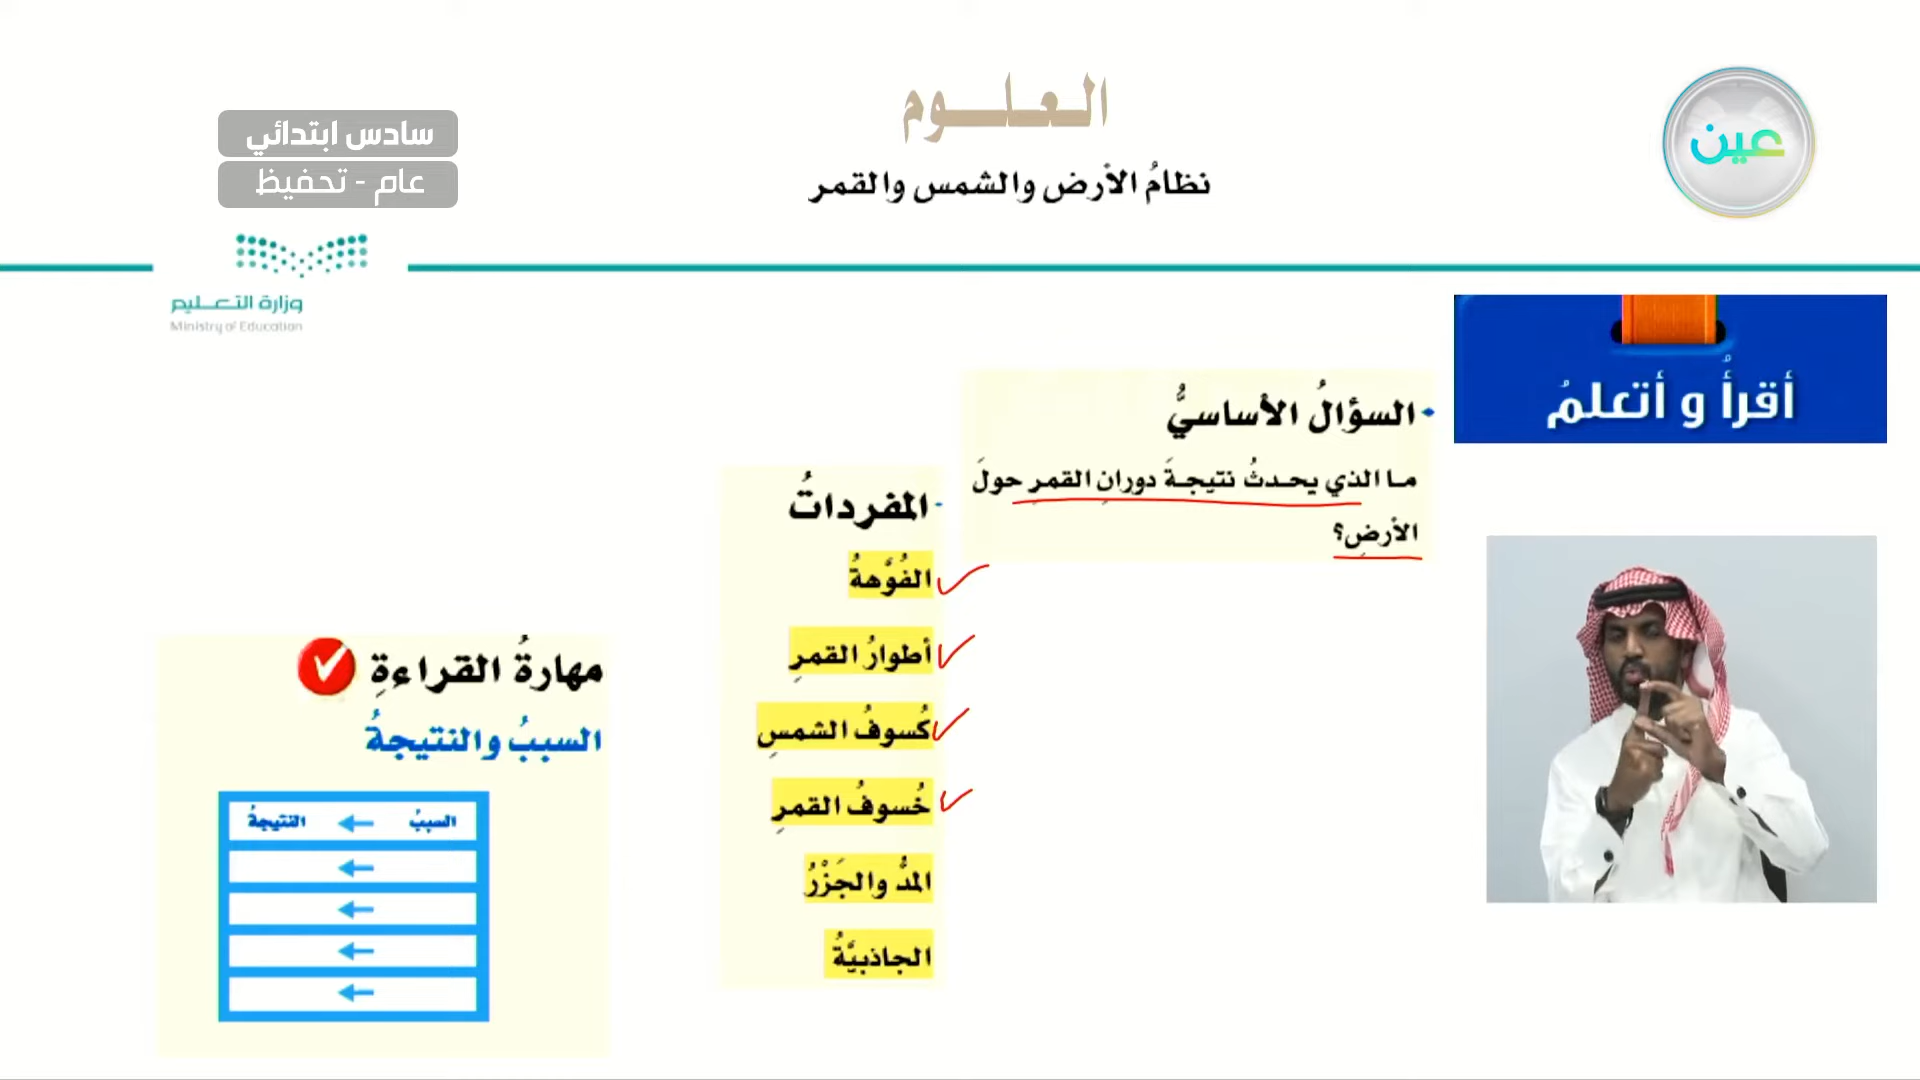 العلوم
نظامُ الأرض والشمس والقمر
عين
سادس ابتدائي
عام - تحفيظ
وزارة التعليم
Ministry of Education
أقرأُ و أتعلمُ
السؤالُ الأساسيُّ
ما الذي يحدثُ نتيجةَ دورانِ القمرِ حولَ
الأرضِ؟
المفرداتُ
الفُوَّهةُ
أطوارُ القمرِ
كُسوفُ الشمسِ
خُسوفُ القمرِ
المدُّ والجَزْرُ
الجاذبيَّةُ
مهارةُ القراءةِ
السببُ والنتيجةُ
السببُ ← النتيجةُ